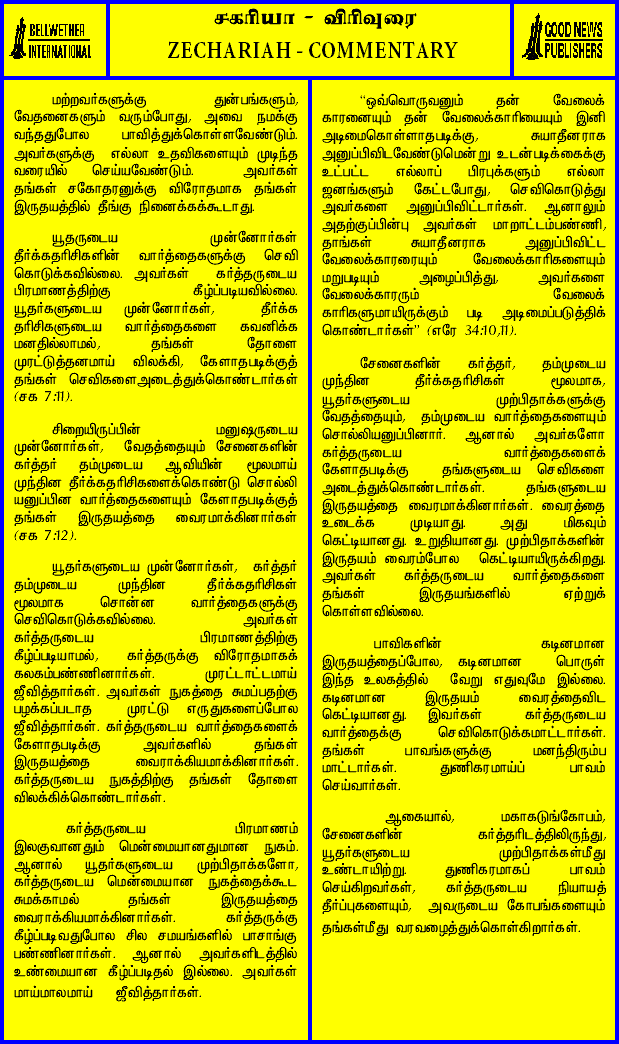 BELLWETHER
INTERNATIONAL
சகரியா - விரிவுரை
ZECHARIAH - COMMENTARY
GOOD NEWS
PUBLISHERS
மற்றவர்களுக்கு துன்பங்களும்,
வேதனைகளும் வரும்போது, அவை நமக்கு
வந்ததுபோல பாவித்துக்கொள்ளவேண்டும்.
அவர்களுக்கு எல்லா உதவிகளையும் முடிந்த
வரையில் செய்யவேண்டும். அவர்கள்
தங்கள் சகோதரனுக்கு விரோதமாக தங்கள்
இருதயத்தில் தீங்கு நினைக்கக்கூடாது.
யூதருடைய முன்னோர்கள்
தீர்க்கதரிசிகளின் வார்த்தைகளுக்கு செவி
கொடுக்கவில்லை. அவர்கள் கர்த்தருடைய
பிரமாணத்திற்கு கீழ்ப்படியவில்லை.
யூதர்களுடைய முன்னோர்கள், தீர்க்க
தரிசிகளுடைய வார்த்தைகளை கவனிக்க
மனதில்லாமல், தங்கள் தோளை
முரட்டுத்தனமாய் விலக்கி, கேளாதபடிக்குத்
தங்கள் செவிகளைஅடைத்துக்கொண்டார்கள்
(சக 7:11).
சிறையிருப்பின் மனுஷருடைய
முன்னோர்கள், வேதத்தையும் சேனைகளின்
கர்த்தர் தம்முடைய ஆவியின் மூலமாய்
முந்தின தீர்க்கதரிசிகளைக்கொண்டு சொல்லி
யனுப்பின வார்த்தைகளையும் கேளாதபடிக்குத்
தங்கள் இருதயத்தை வைரமாக்கினார்கள்
(சக 7:12).
யூதர்களுடைய முன்னோர்கள், கர்த்தர்
தம்முடைய முந்தின தீர்க்கதரிசிகள்
மூலமாக சொன்ன வார்த்தைகளுக்கு
செவிகொடுக்கவில்லை. அவர்கள்
கர்த்தருடைய பிரமாணத்திற்கு
கீழ்ப்படியாமல், கர்த்தருக்கு விரோதமாகக்
கலகம்பண்ணினார்கள். முரட்டாட்டமாய்
ஜீவித்தார்கள். அவர்கள் நுகத்தை சுமப்பதற்கு
பழக்கப்படாத முரட்டு எருதுகளைப்போல
ஜீவித்தார்கள். கர்த்தருடைய வார்த்தைகளைக்
கேளாதபடிக்கு அவர்களில் தங்கள்
இருதயத்தை வைராக்கியமாக்கினார்கள்.
கர்த்தருடைய நுகத்திற்கு தங்கள் தோளை
விலக்கிக்கொண்டார்கள்.
கர்த்தருடைய பிரமாணம்
இலகுவானதும் மென்மையானதுமான நுகம்.
ஆனால் யூதர்களுடைய முற்பிதாக்களோ,
கர்த்தருடைய மென்மையான நுகத்தைக்கூட
சுமக்காமல் தங்கள் இருதயத்தை
வைராக்கியமாக்கினார்கள். கர்த்தருக்கு
கீழ்ப்படிவதுபோல சில சமயங்களில் பாசாங்கு
பண்ணினார்கள். ஆனால் அவர்களிடத்தில்
உண்மையான கீழ்ப்படிதல் இல்லை. அவர்கள்
மாய்மாலமாய் ஜீவித்தார்கள்.
“ஒவ்வொருவனும் தன் வேலைக்
காரனையும் தன் வேலைக்காரியையும் இனி
அடிமைகொள்ளாதபடிக்கு, சுயாதீனராக
அனுப்பிவிடவேண்டுமென்று உடன்படிக்கைக்கு
உட்பட்ட எல்லாப் பிரபுக்களும் எல்லா
ஜனங்களும் கேட்டபோது, செவிகொடுத்து
அவர்களை அனுப்பிவிட்டார்கள். ஆனாலும்
அதற்குப்பின்பு அவர்கள் மாறாட்டம்பண்ணி,
தாங்கள் சுயாதீனராக அனுப்பிவிட்ட
வேலைக்காரரையும் வேலைக்காரிகளையும்
மறுபடியும் அழைப்பித்து, அவர்களை
வேலைக்காரரும் வேலைக்
காரிகளுமாயிருக்கும் படி அடிமைப்படுத்திக்
கொண்டார்கள்” (எரே 34:10,11).
சேனைகளின் கர்த்தர், தம்முடைய
முந்தின தீர்க்கதரிசிகள் மூலமாக,
யூதர்களுடைய முற்பிதாக்களுக்கு
வேதத்தையும், தம்முடைய வார்த்தைகளையும்
சொல்லியனுப்பினார். ஆனால் அவர்களோ
கர்த்தருடைய வார்த்தைகளைக்
கேளாதபடிக்கு தங்களுடைய செவிகளை
அடைத்துக்கொண்டார்கள். தங்களுடைய
இருதயத்தை வைரமாக்கினார்கள். வைரத்தை
உடைக்க முடியாது. அது மிகவும்
கெட்டியானது. உறுதியானது. முற்பிதாக்களின்
இருதயம் வைரம்போல கெட்டியாயிருக்கிறது.
அவர்கள் கர்த்தருடைய வார்த்தைகளை
தங்கள் இருதயங்களில் ஏற்றுக்
கொள்ளவில்லை.
பாவிகளின் கடினமான
இருதயத்தைப்போல, கடினமான பொருள்
இந்த உலகத்தில் வேறு எதுவுமே இல்லை.
கடினமான இருதயம் வைரத்தைவிட
கெட்டியானது. இவர்கள் கர்த்தருடைய
வார்த்தைக்கு செவிகொடுக்கமாட்டார்கள்.
தங்கள் பாவங்களுக்கு மனந்திரும்ப
மாட்டார்கள். துணிகரமாய்ப் பாவம்
செய்வார்கள்.
ஆகையால், மகாகடுங்கோபம்,
சேனைகளின் கர்த்தரிடத்திலிருந்து,
யூதர்களுடைய முற்பிதாக்கள்மீது
உண்டாயிற்று. துணிகரமாகப் பாவம்
செய்கிறவர்கள், கர்த்தருடைய நியாயத்
தீர்ப்புகளையும், அவருடைய கோபங்களையும்
தங்கள்மீது வரவழைத்துக்கொள்கிறார்கள்.